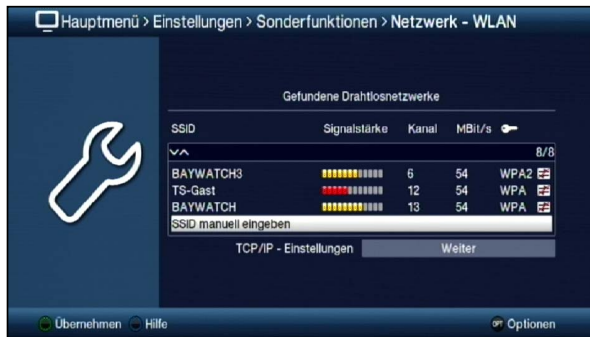 Hauptmenü > Einstellungen > Sonderfunktionen > Netzwerk - WLAN
Gefundene Drahtlosnetzwerke
SSID Signalstärke Kanal MBit/s
8/8
BAYWATCH3 6 54 WPA2
TS-Gast 12 54 WPA
BAYWATCH 13 54 WPA
SSID manuell eingeben
TCP/IP - Einstellungen Weiter
Übernehmen Hilfe OPT Optionen